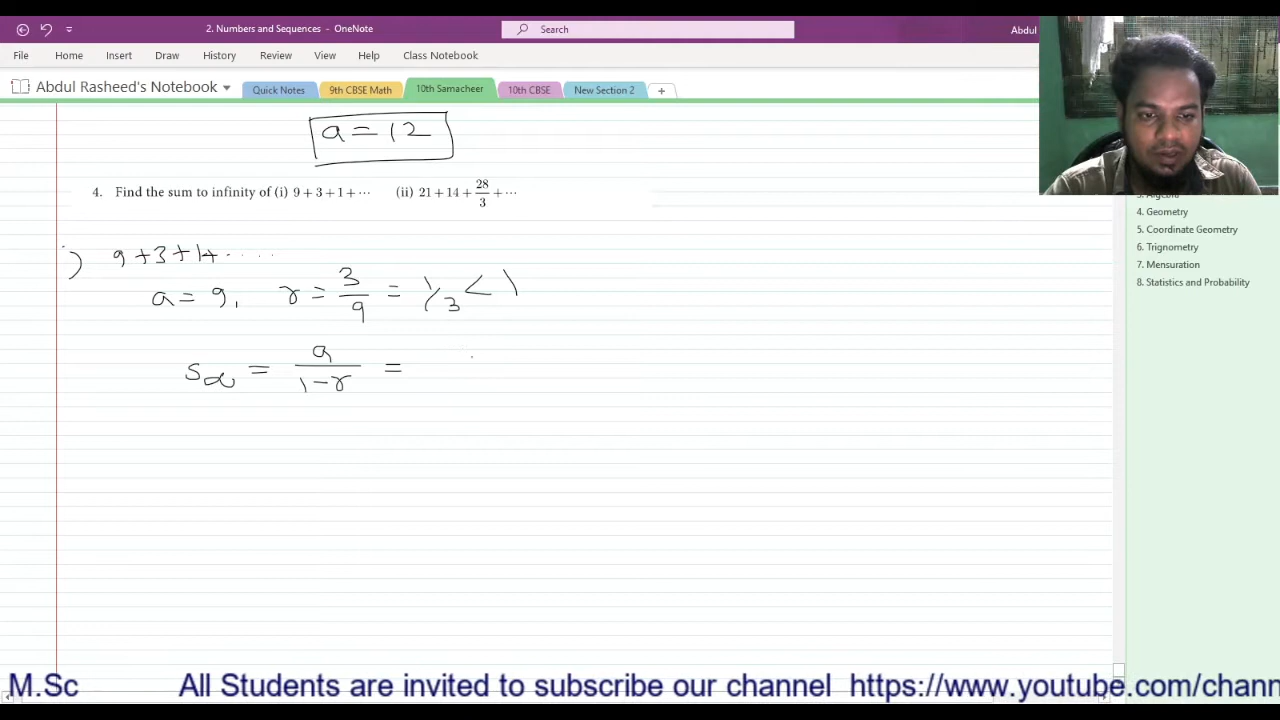 2. Numbers and Sequences - OneNote
Search
Abdul
File Home Insert Draw History Review View Help Class Notebook
Abdul Rasheed's Notebook
Quick Notes 9th CBSE Math 10th Samacheer 10th CBSE New Section 2 +
a = 12
4. Find the sum to infinity of (i) 9 + 3 + 1 + ⋯ (ii) 21 + 14 + 28/3 + ⋯
i) 9 + 3 + 1 + .....
a = 9, r = 3/9 = 1/3 < 1
S∞ = a/(1-r) =
3. Algebra
4. Geometry
5. Coordinate Geometry
6. Trignometry
7. Mensuration
8. Statistics and Probability
M.Sc All Students are invited to subscribe our channel https://www.youtube.com/chann